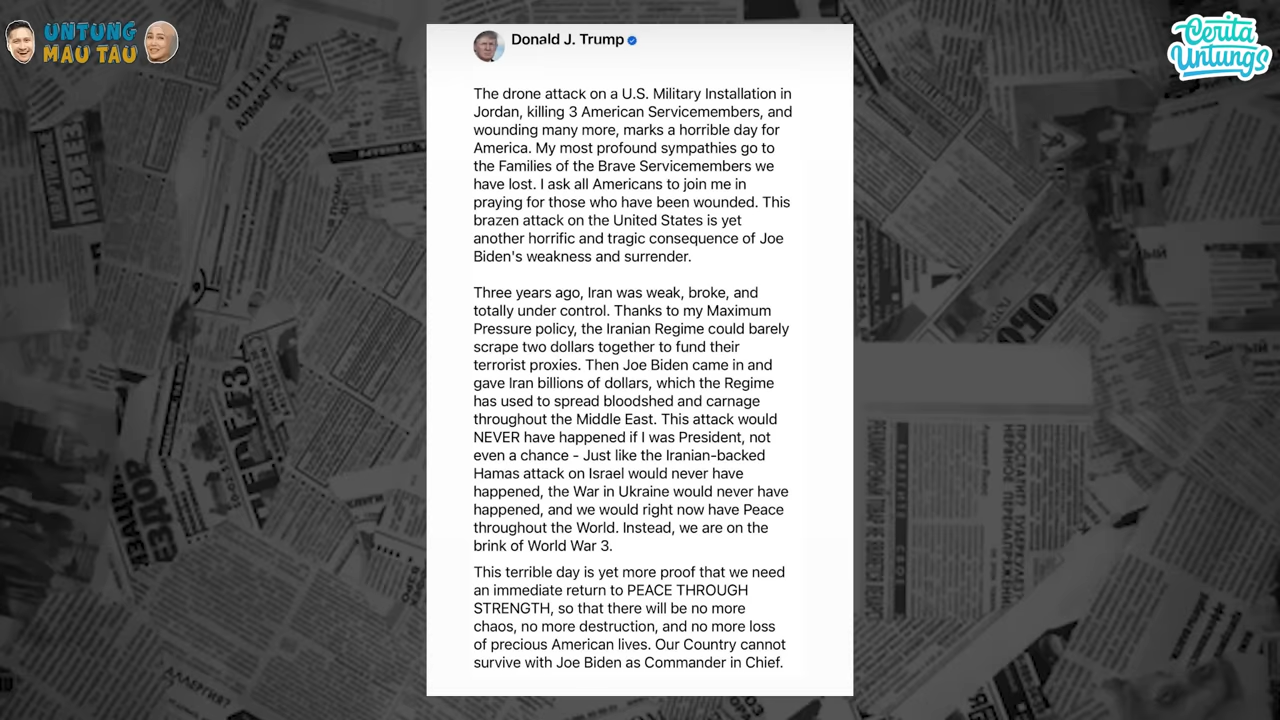 UNTUNG
MAU TAU
Cerita
Untungs
Donald J. Trump
The drone attack on a U.S. Military Installation in
Jordan, killing 3 American Servicemembers, and
wounding many more, marks a horrible day for
America. My most profound sympathies go to
the Families of the Brave Servicemembers we
have lost. I ask all Americans to join me in
praying for those who have been wounded. This
brazen attack on the United States is yet
another horrific and tragic consequence of Joe
Biden's weakness and surrender.
Three years ago, Iran was weak, broke, and
totally under control. Thanks to my Maximum
Pressure policy, the Iranian Regime could barely
scrape two dollars together to fund their
terrorist proxies. Then Joe Biden came in and
gave Iran billions of dollars, which the Regime
has used to spread bloodshed and carnage
throughout the Middle East. This attack would
NEVER have happened if I was President, not
even a chance - Just like the Iranian-backed
Hamas attack on Israel would never have
happened, the War in Ukraine would never have
happened, and we would right now have Peace
throughout the World. Instead, we are on the
brink of World War 3.
This terrible day is yet more proof that we need
an immediate return to PEACE THROUGH
STRENGTH, so that there will be no more
chaos, no more destruction, and no more loss
of precious American lives. Our Country cannot
survive with Joe Biden as Commander in Chief.